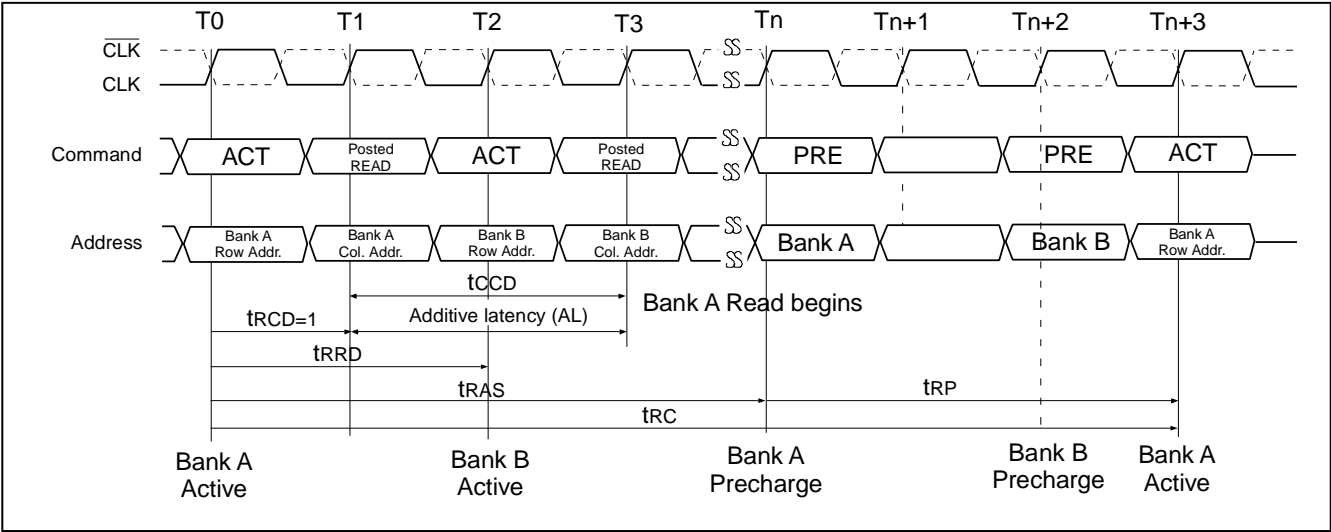 T0 T1 T2 T3 Tn Tn+1 Tn+2 Tn+3
CLK
CLK
Command ACT Posted READ ACT Posted READ PRE PRE ACT
Address Bank A Row Addr. Bank A Col. Addr. Bank B Row Addr. Bank B Col. Addr. Bank A Bank B Bank A Row Addr.
tCCD
Bank A Read begins
tRCD=1 Additive latency (AL)
tRRD
tRAS tRP
tRC
Bank A Active Bank B Active Bank A Precharge Bank B Precharge Bank A Active